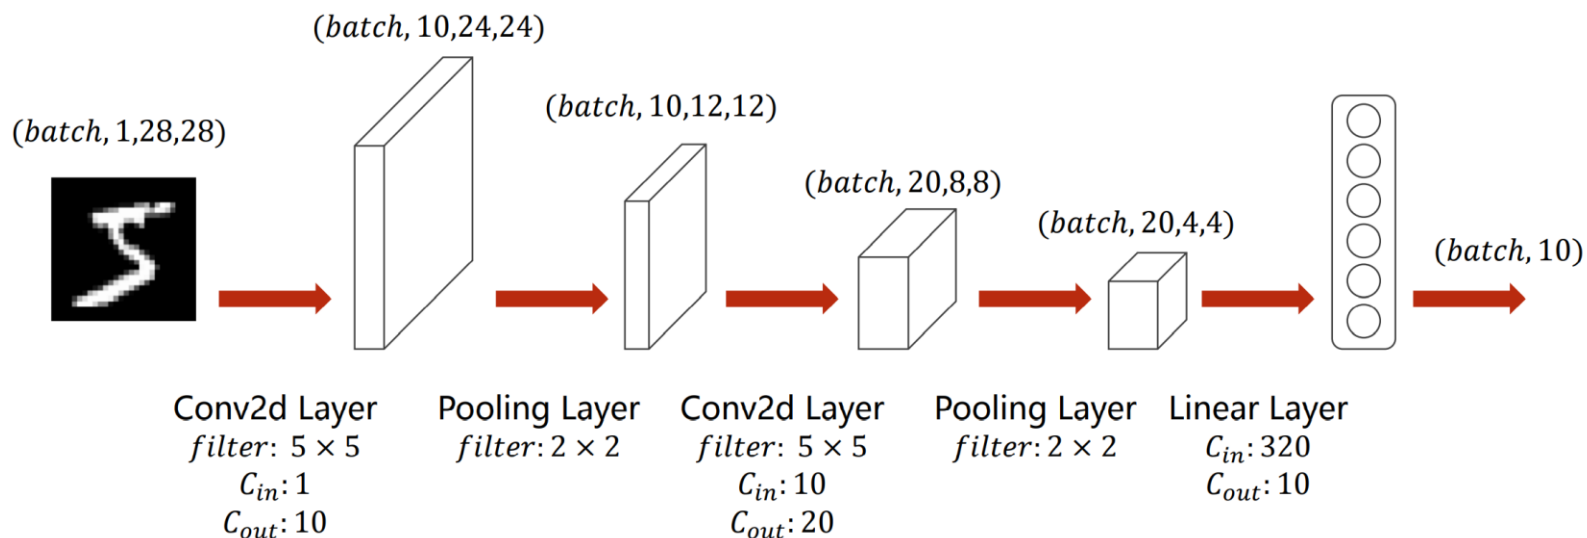 (batch, 10,24,24)
(batch, 10,12,12)
(batch, 1,28,28)
(batch, 20,8,8)
(batch, 20,4,4)
(batch, 10)
Conv2d Layer
filter: 5 × 5
C_in: 1
C_out: 10
Pooling Layer
filter: 2 × 2
Conv2d Layer
filter: 5 × 5
C_in: 10
C_out: 20
Pooling Layer
filter: 2 × 2
Linear Layer
C_in: 320
C_out: 10